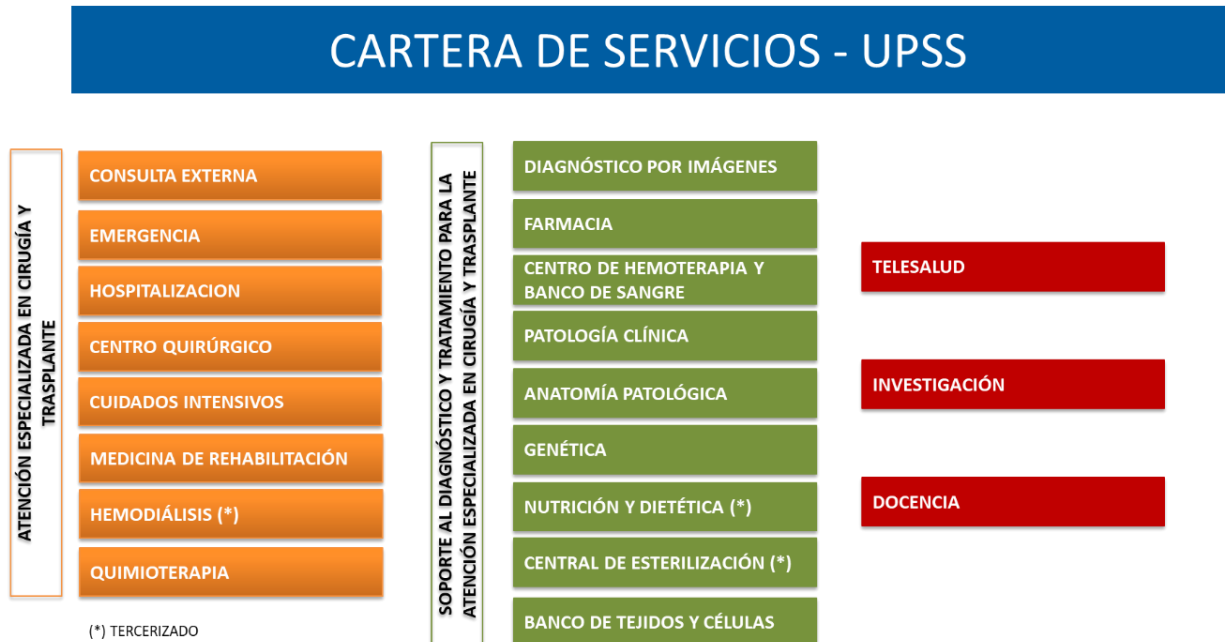 CARTERA DE SERVICIOS - UPSS
ATENCIÓN ESPECIALIZADA EN CIRUGÍA Y
TRASPLANTE
CONSULTA EXTERNA
EMERGENCIA
HOSPITALIZACION
CENTRO QUIRÚRGICO
CUIDADOS INTENSIVOS
MEDICINA DE REHABILITACIÓN
HEMODIÁLISIS (*)
QUIMIOTERAPIA
(*) TERCERIZADO
SOPORTE AL DIAGNÓSTICO Y TRATAMIENTO PARA LA
ATENCIÓN ESPECIALIZADA EN CIRUGÍA Y TRASPLANTE
DIAGNÓSTICO POR IMÁGENES
FARMACIA
CENTRO DE HEMOTERAPIA Y
BANCO DE SANGRE
PATOLOGÍA CLÍNICA
ANATOMÍA PATOLÓGICA
GENÉTICA
NUTRICIÓN Y DIETÉTICA (*)
CENTRAL DE ESTERILIZACIÓN (*)
BANCO DE TEJIDOS Y CÉLULAS
TELESALUD
INVESTIGACIÓN
DOCENCIA